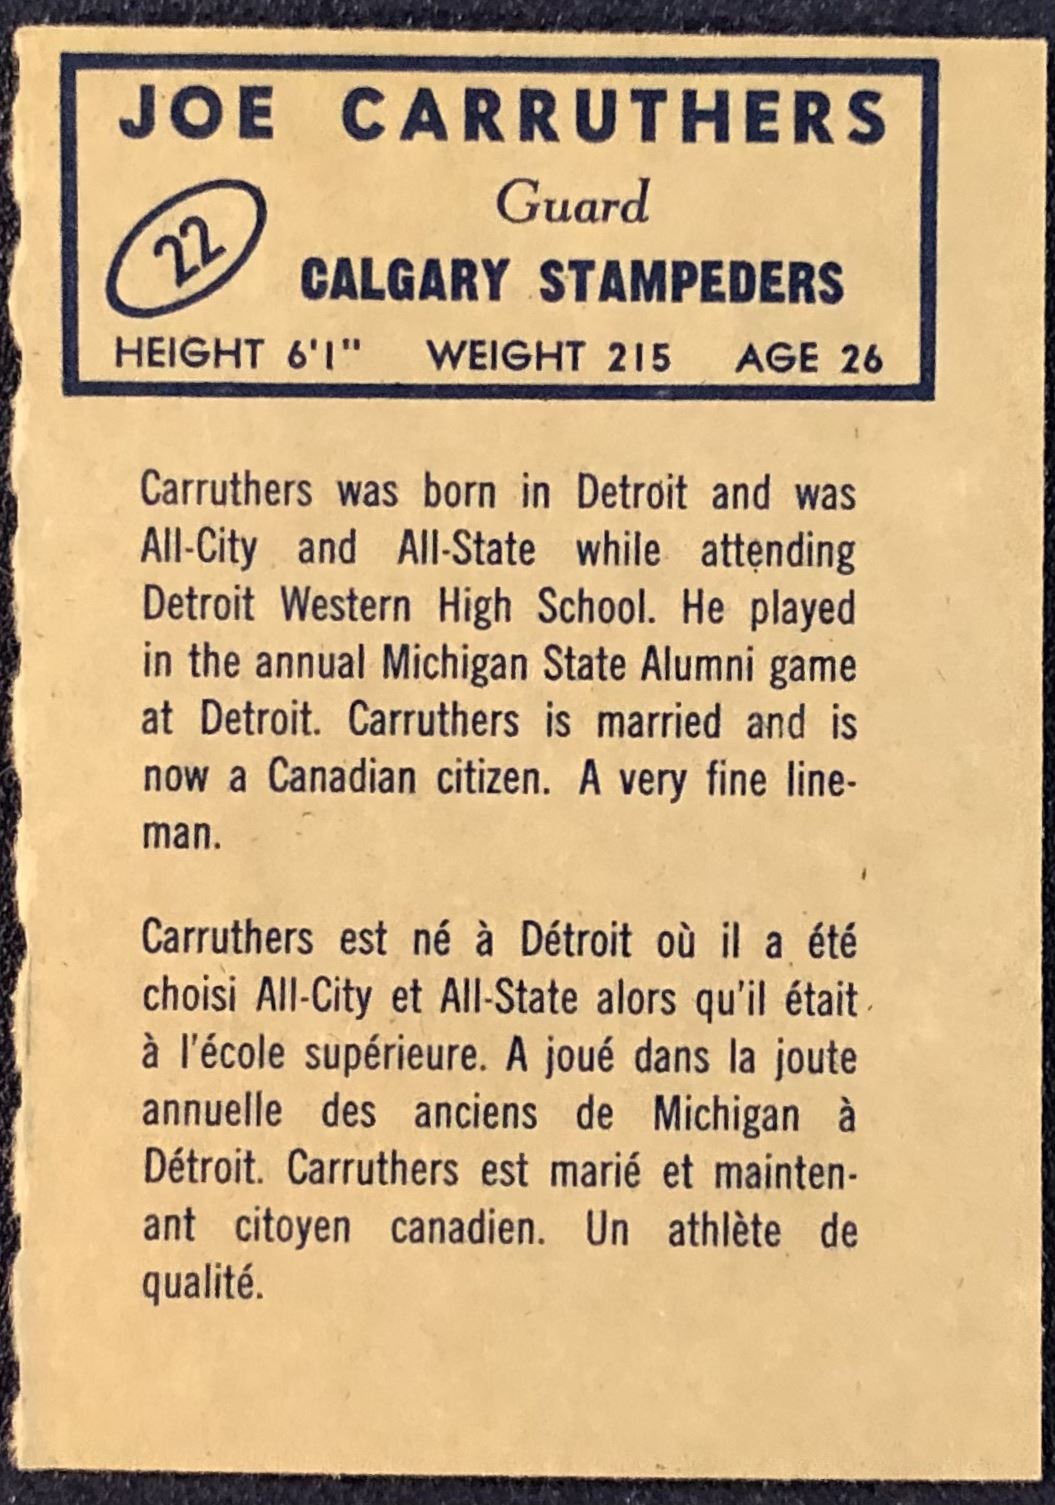 JOE CARRUTHERS
Guard
22
CALGARY STAMPEDERS
HEIGHT 6'1" WEIGHT 215 AGE 26
Carruthers was born in Detroit and was
All-City and All-State while attending
Detroit Western High School. He played
in the annual Michigan State Alumni game
at Detroit. Carruthers is married and is
now a Canadian citizen. A very fine line-
man.
Carruthers est né à Détroit où il a été
choisi All-City et All-State alors qu'il était
à l'école supérieure. A joué dans la joute
annuelle des anciens de Michigan à
Détroit. Carruthers est marié et mainten-
ant citoyen canadien. Un athlète de
qualité.